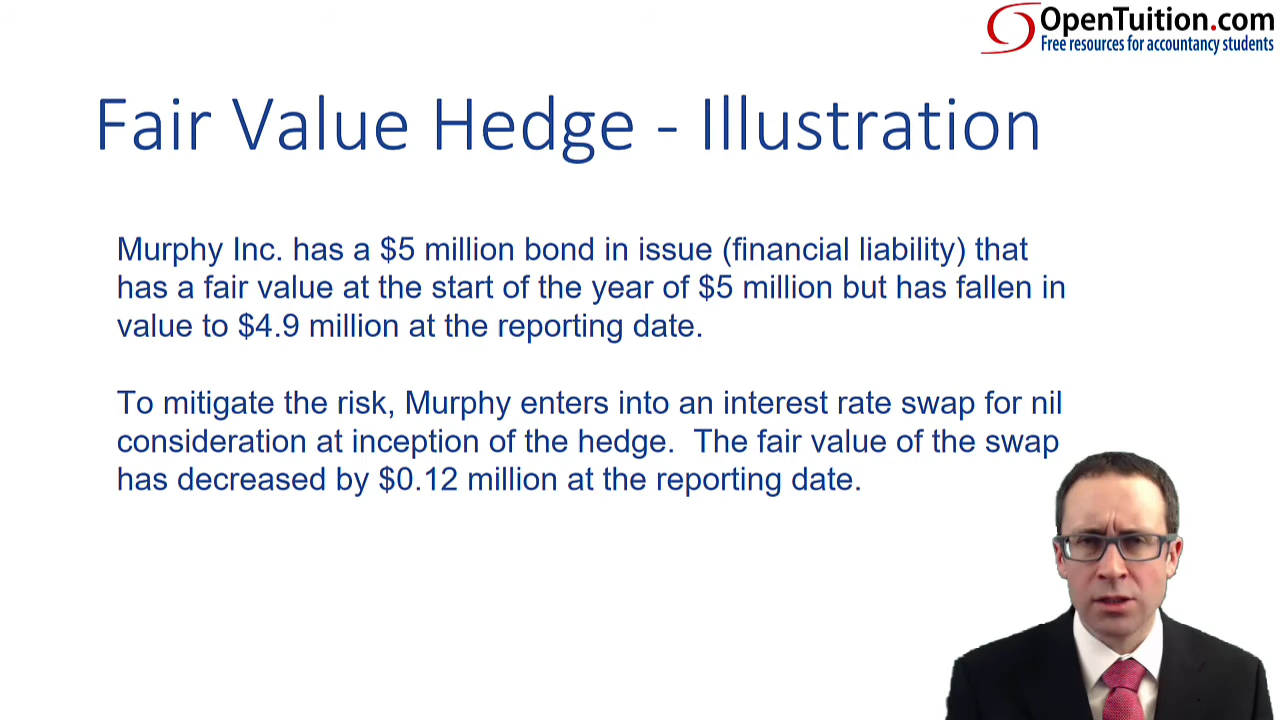 OpenTuition.com
Free resources for accountancy students
Fair Value Hedge - Illustration
Murphy Inc. has a $5 million bond in issue (financial liability) that
has a fair value at the start of the year of $5 million but has fallen in
value to $4.9 million at the reporting date.
To mitigate the risk, Murphy enters into an interest rate swap for nil
consideration at inception of the hedge.  The fair value of the swap
has decreased by $0.12 million at the reporting date.